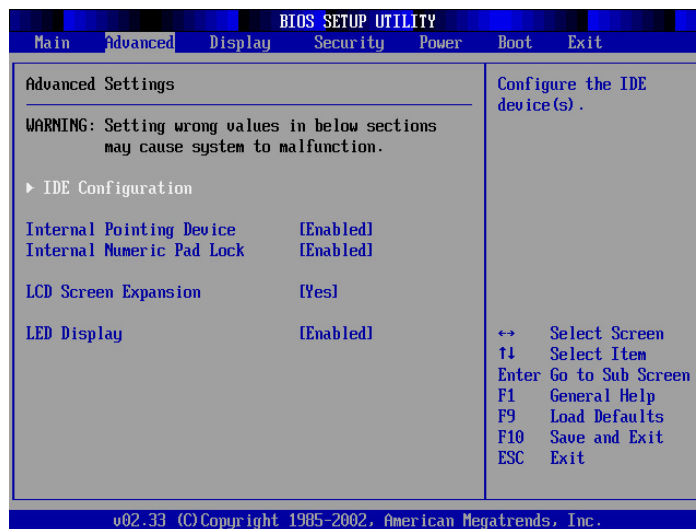 BIOS SETUP UTILITY
Main Advanced Display Security Power Boot Exit
Advanced Settings
WARNING: Setting wrong values in below sections
may cause system to malfunction.
▶ IDE Configuration
Internal Pointing Device [Enabled]
Internal Numeric Pad Lock [Enabled]
LCD Screen Expansion [Yes]
LED Display [Enabled]
Configure the IDE
device(s).
↔ Select Screen
↑↓ Select Item
Enter Go to Sub Screen
F1 General Help
F9 Load Defaults
F10 Save and Exit
ESC Exit
v02.33 (C)Copyright 1985-2002, American Megatrends, Inc.